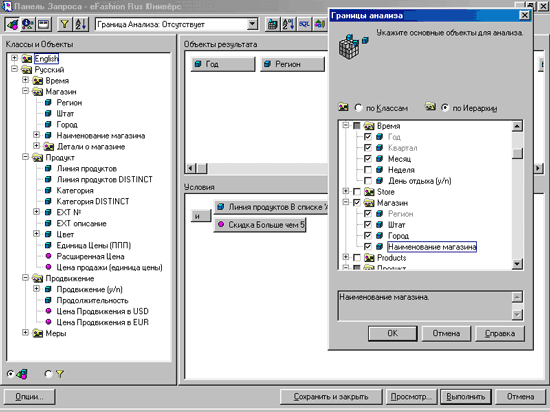 Панель Запроса - eFashion Rus Юнивёрс
Граница Анализа: Отсутствует
SQL
Классы и Объекты
English
Русский
Время
Магазин
Регион
Штат
Город
Наименование магазина
Детали о магазине
Продукт
Линия продуктов
Линия продуктов DISTINCT
Категория
Категория DISTINCT
EXT №
EXT описание
Цвет
Единица Цены (ППП)
Расширенная Цена
Цена продажи (единица цены)
Продвижение
Продвижение (y/n)
Продолжительность
Цена Продвижения в USD
Цена Продвижения в EUR
Меры
Объекты результата
Год
Регион
Условия
и
Линия продуктов В списке
Скидка Больше чем 5
Границы анализа
Укажите основные объекты для анализа.
по Классам
по Иерархии
Время
Год
Квартал
Месяц
Неделя
День отдыха (y/n)
Store
Магазин
Регион
Штат
Город
Наименование магазина
Products
Продукт
Наименование магазина.
OK
Отмена
Справка
Опции...
Сохранить и закрыть
Просмотр...
Выполнить
Отмена